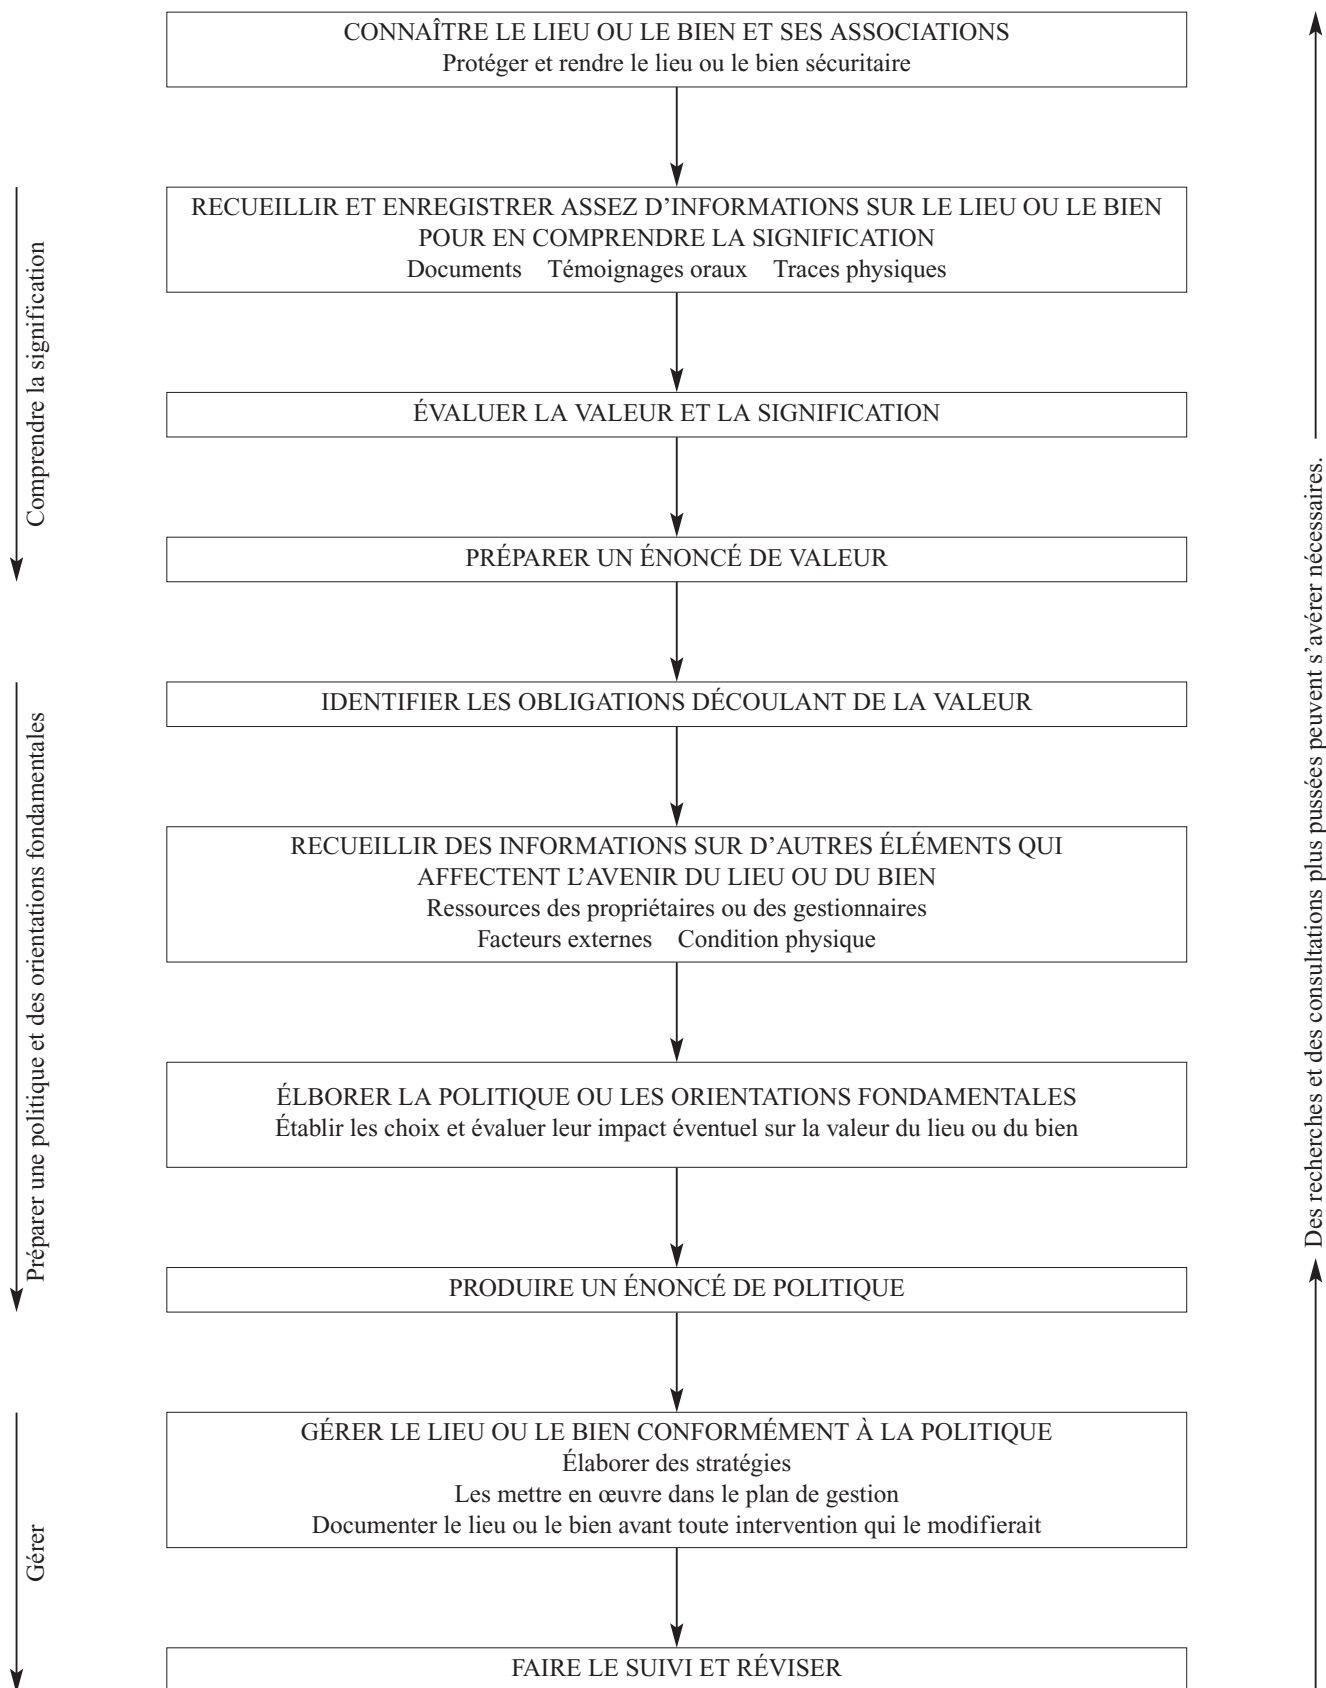 CONNAÎTRE LE LIEU OU LE BIEN ET SES ASSOCIATIONS
Protéger et rendre le lieu ou le bien sécuritaire
Comprendre la signification
RECUEILLIR ET ENREGISTRER ASSEZ D’INFORMATIONS SUR LE LIEU OU LE BIEN
POUR EN COMPRENDRE LA SIGNIFICATION
Documents Témoignages oraux Traces physiques
ÉVALUER LA VALEUR ET LA SIGNIFICATION
PRÉPARER UN ÉNONCÉ DE VALEUR
Préparer une politique et des orientations fondamentales
IDENTIFIER LES OBLIGATIONS DÉCOULANT DE LA VALEUR
RECUEILLIR DES INFORMATIONS SUR D’AUTRES ÉLÉMENTS QUI
AFFECTENT L’AVENIR DU LIEU OU DU BIEN
Ressources des propriétaires ou des gestionnaires
Facteurs externes Condition physique
ÉLBORER LA POLITIQUE OU LES ORIENTATIONS FONDAMENTALES
Établir les choix et évaluer leur impact éventuel sur la valeur du lieu ou du bien
PRODUIRE UN ÉNONCÉ DE POLITIQUE
Gérer
GÉRER LE LIEU OU LE BIEN CONFORMÉMENT À LA POLITIQUE
Élaborer des stratégies
Les mettre en œuvre dans le plan de gestion
Documenter le lieu ou le bien avant toute intervention qui le modifierait
FAIRE LE SUIVI ET RÉVISER
Des recherches et des consultations plus pussées peuvent s’avérer nécessaires.